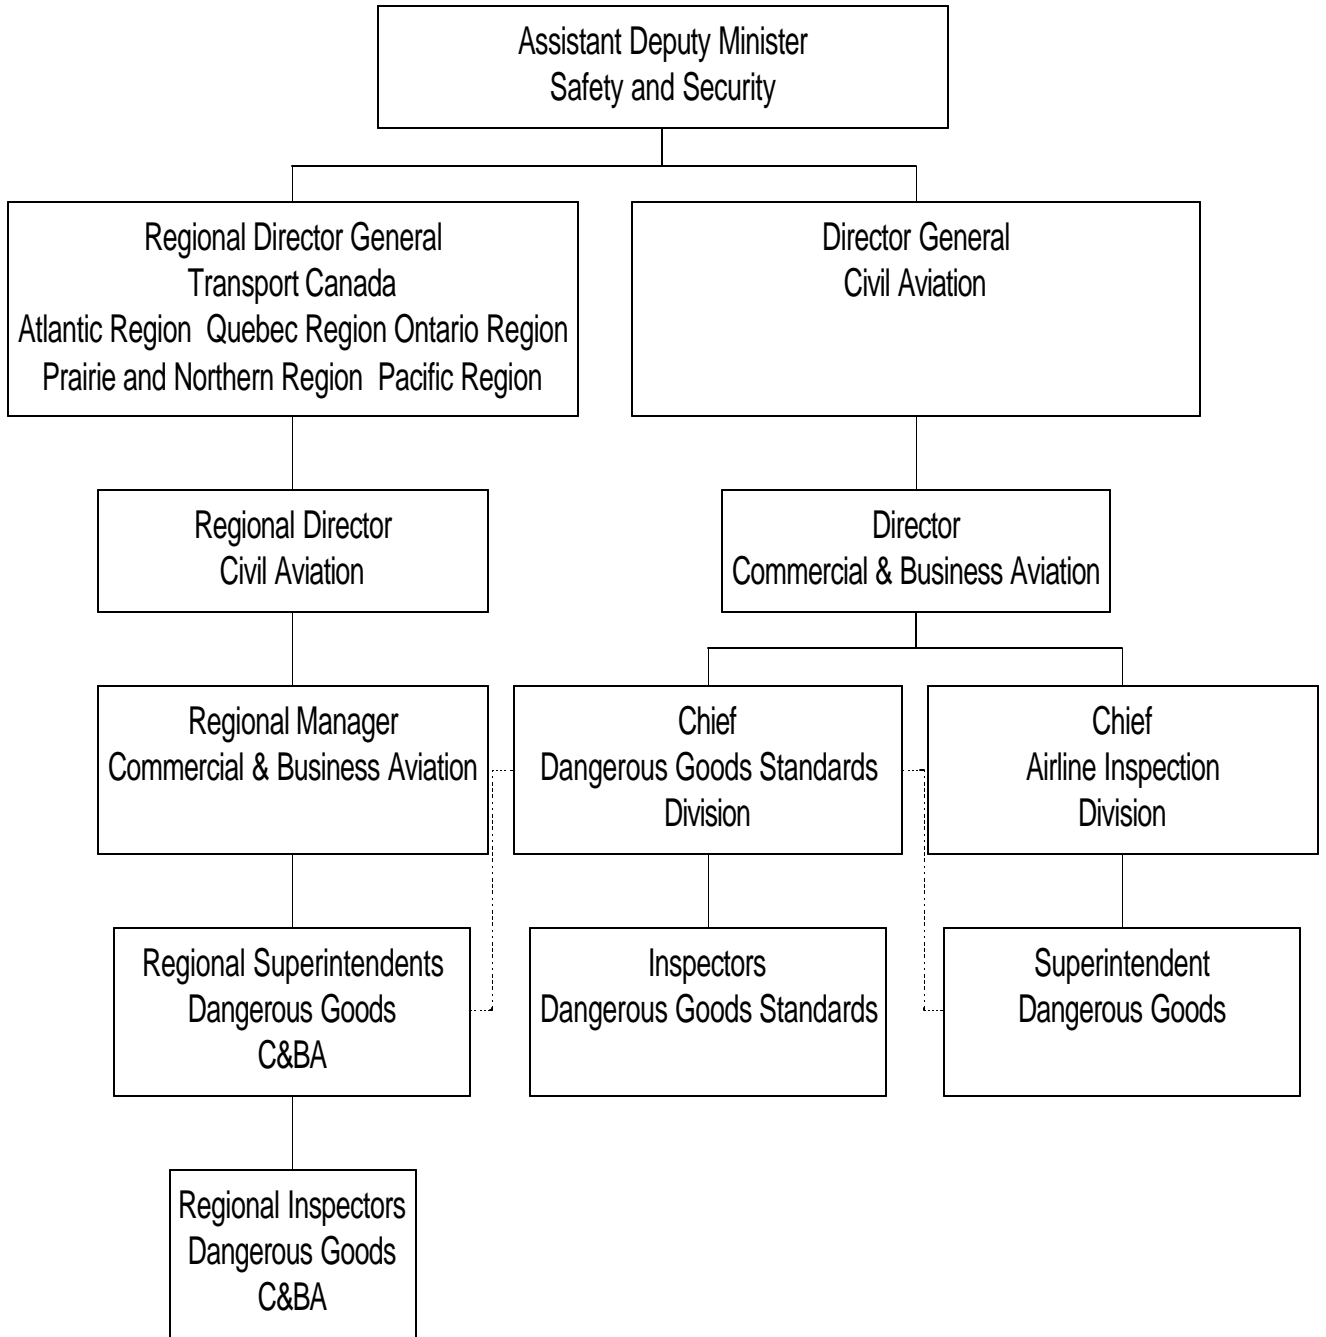 Assistant Deputy Minister
Safety and Security
Regional Director General
Transport Canada
Atlantic Region Quebec Region Ontario Region
Prairie and Northern Region Pacific Region
Director General
Civil Aviation
Regional Director
Civil Aviation
Director
Commercial & Business Aviation
Regional Manager
Commercial & Business Aviation
Chief
Dangerous Goods Standards
Division
Chief
Airline Inspection
Division
Regional Superintendents
Dangerous Goods
C&BA
Inspectors
Dangerous Goods Standards
Superintendent
Dangerous Goods
Regional Inspectors
Dangerous Goods
C&BA